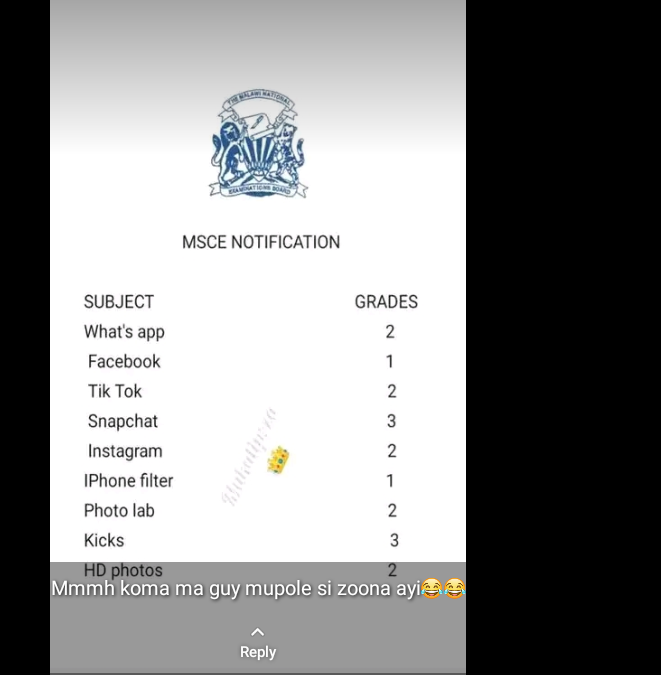 THE MALAWI NATIONAL
EXAMINATIONS BOARD
MSCE NOTIFICATION
SUBJECT GRADES
What's app 2
Facebook 1
Tik Tok 2
Snapchat 3
Instagram 2
IPhone filter 1
Photo lab 2
Kicks 3
HD photos 2
Mmmh koma ma guy mupole si zoona ayi😂😂
Reply